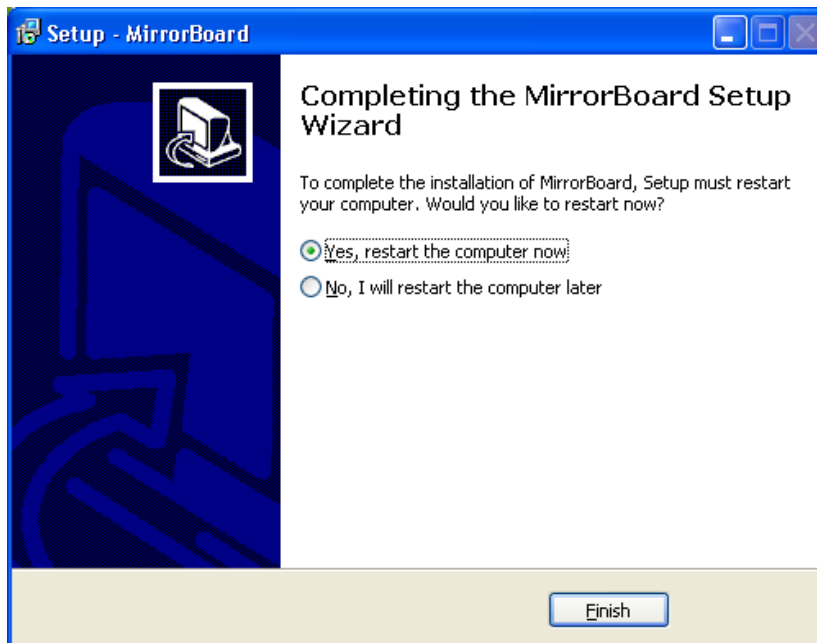 Setup - MirrorBoard
Completing the MirrorBoard Setup
Wizard
To complete the installation of MirrorBoard, Setup must restart
your computer. Would you like to restart now?
Yes, restart the computer now
No, I will restart the computer later
Finish